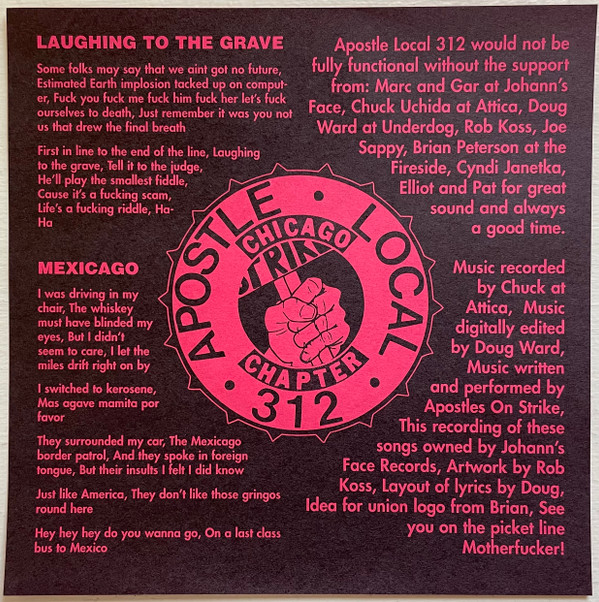 LAUGHING TO THE GRAVE
Some folks may say that we aint got no future,
Estimated Earth implosion tacked up on comput-
er, Fuck you fuck me fuck him fuck her let's fuck
ourselves to death, Just remember it was you not
us that drew the final breath
First in line to the end of the line, Laughing
to the grave, Tell it to the judge,
He'll play the smallest fiddle,
Cause it's a fucking scam,
Life's a fucking riddle, Ha-
Ha
MEXICAGO
I was driving in my
chair, The whiskey
must have blinded my
eyes, But I didn't
seem to care, I let the
miles drift right on by
I switched to kerosene,
Mas agave mamita por
favor
They surrounded my car, The Mexicago
border patrol, And they spoke in foreign
tongue, But their insults I felt I did know
Just like America, They don't like those gringos
round here
Hey hey hey do you wanna go, On a last class
bus to Mexico
APOSTLE • LOCAL
CHICAGO
STRIKE
CHAPTER
• 312 •
Apostle Local 312 would not be
fully functional without the support
from: Marc and Gar at Johann's
Face, Chuck Uchida at Attica, Doug
Ward at Underdog, Rob Koss, Joe
Sappy, Brian Peterson at the
Fireside, Cyndi Janetka,
Elliot and Pat for great
sound and always
a good time.
Music recorded
by Chuck at
Attica, Music
digitally edited
by Doug Ward,
Music written
and performed by
Apostles On Strike,
This recording of these
songs owned by Johann's
Face Records, Artwork by Rob
Koss, Layout of lyrics by Doug,
Idea for union logo from Brian, See
you on the picket line
Motherfucker!